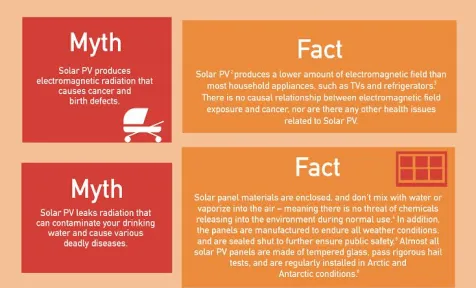 Myth
Solar PV produces
electromagnetic radiation that
causes cancer and
birth defects.
Fact
Solar PV¹ produces a lower amount of electromagnetic field than
most household appliances, such as TVs and refrigerators.²
There is no causal relationship between electromagnetic field
exposure and cancer, nor are there any other health issues
related to Solar PV.
Myth
Solar PV leaks radiation that
can contaminate your drinking
water and cause various
deadly diseases.
Fact
Solar panel materials are enclosed, and don't mix with water or
vaporize into the air – meaning there is no threat of chemicals
releasing into the environment during normal use. In addition,
the panels are manufactured to endure all weather conditions,
and are sealed shut to further ensure public safety. Almost all
solar PV panels are made of tempered glass, pass rigorous hail
tests, and are regularly installed in Arctic and
Antarctic conditions.